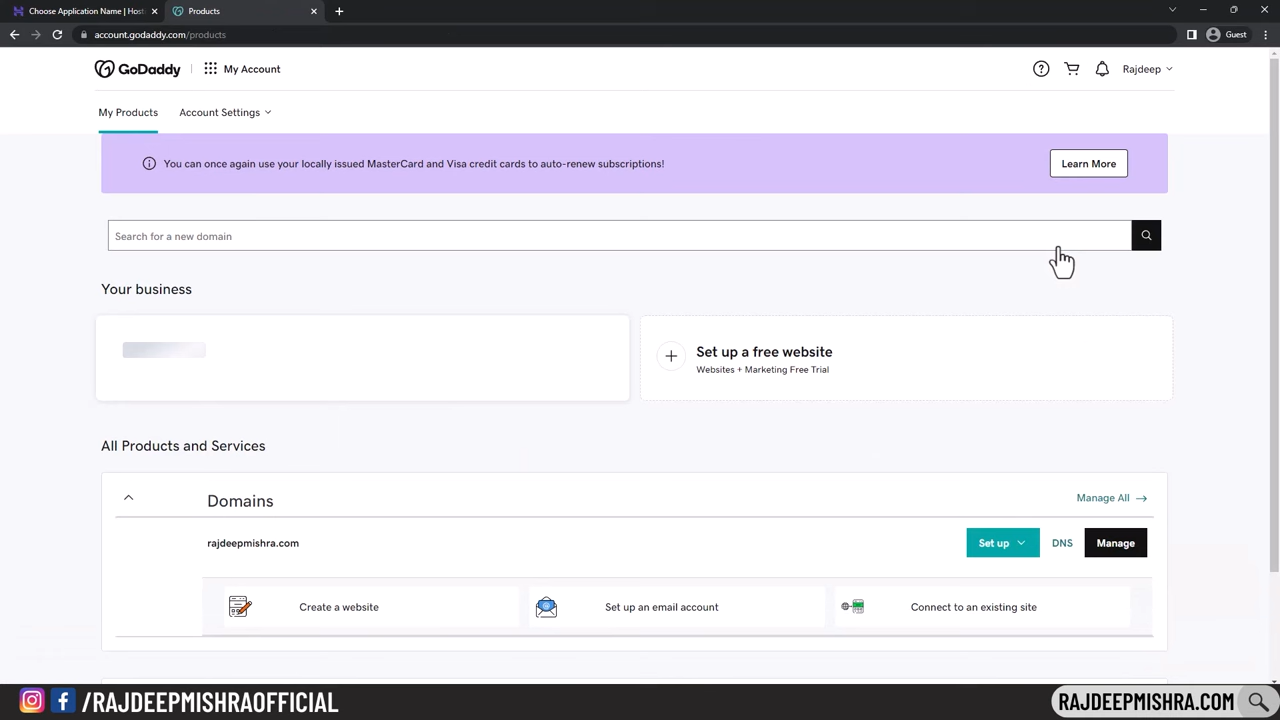 Choose Application Name | Host
Products
account.godaddy.com/products
Guest
GoDaddy
My Account
Rajdeep
My Products
Account Settings
You can once again use your locally issued MasterCard and Visa credit cards to auto-renew subscriptions!
Learn More
Search for a new domain
Your business
Set up a free website
Websites + Marketing Free Trial
All Products and Services
Domains
Manage All
rajdeepmishra.com
Set up
DNS
Manage
Create a website
Set up an email account
Connect to an existing site
/RAJDEEPMISHRAOFFICIAL
RAJDEEPMISHRA.COM